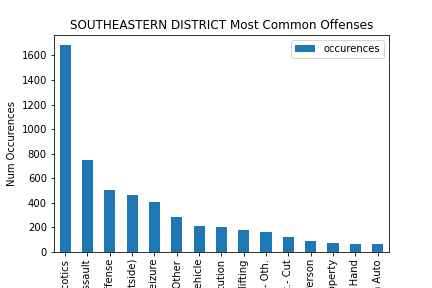 SOUTHEASTERN DISTRICT Most Common Offenses
occurences
Num Occurences
1600
1400
1200
1000
800
600
400
200
0
cotics
ssault
ffense
tside)
eizure
Other
ehicle
ution
lifting
- Oth.
.- Cut
erson
operty
Hand
Auto